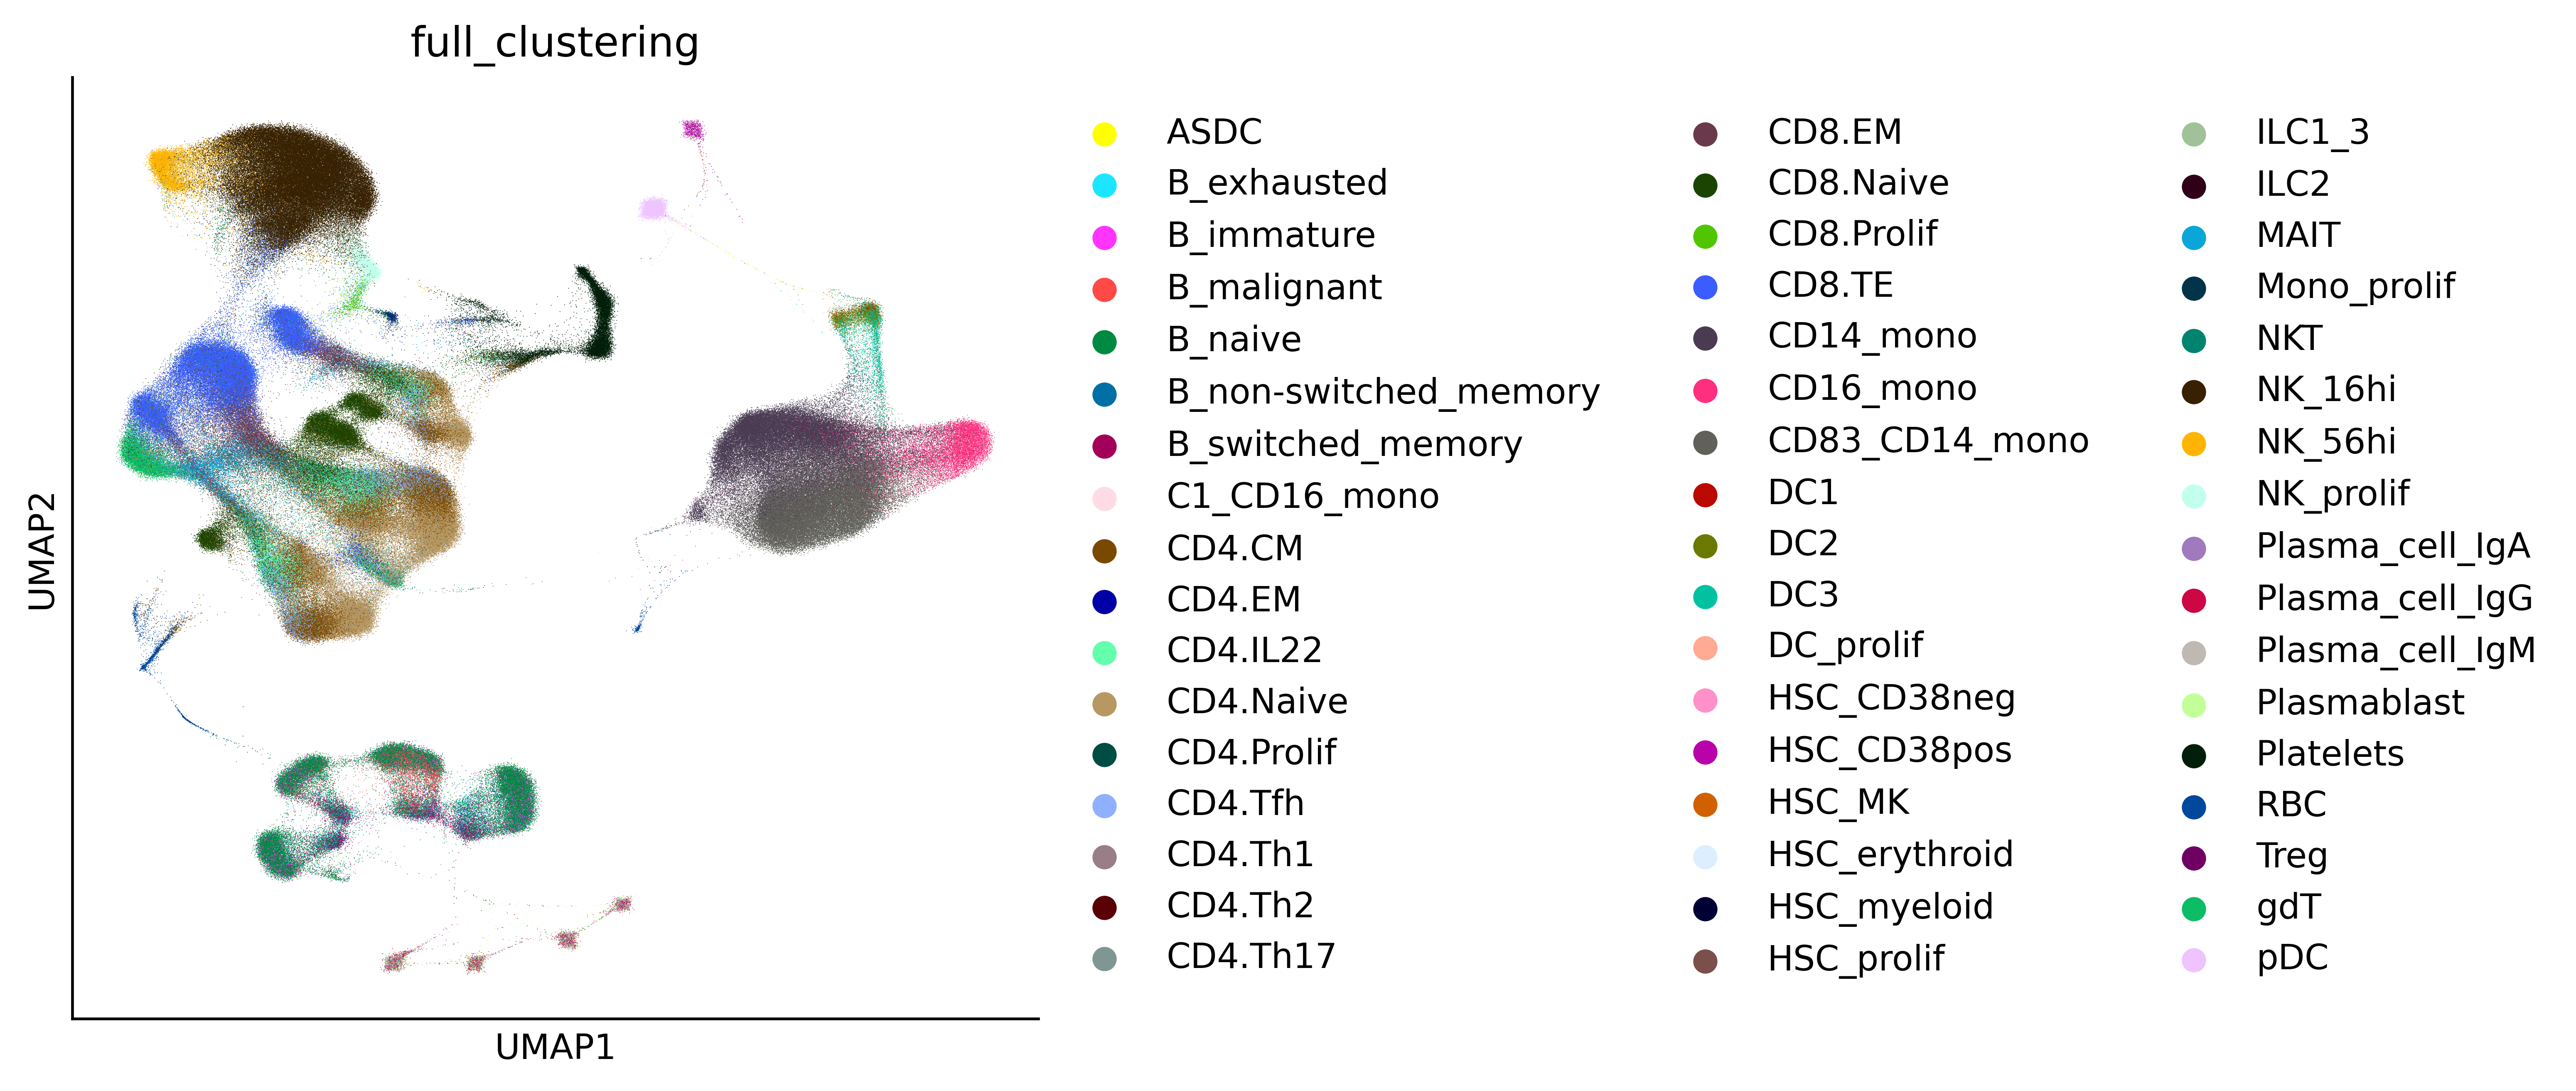 full_clustering
UMAP2
UMAP1
ASDC
B_exhausted
B_immature
B_malignant
B_naive
B_non-switched_memory
B_switched_memory
C1_CD16_mono
CD4.CM
CD4.EM
CD4.IL22
CD4.Naive
CD4.Prolif
CD4.Tfh
CD4.Th1
CD4.Th2
CD4.Th17
CD8.EM
CD8.Naive
CD8.Prolif
CD8.TE
CD14_mono
CD16_mono
CD83_CD14_mono
DC1
DC2
DC3
DC_prolif
HSC_CD38neg
HSC_CD38pos
HSC_MK
HSC_erythroid
HSC_myeloid
HSC_prolif
ILC1_3
ILC2
MAIT
Mono_prolif
NKT
NK_16hi
NK_56hi
NK_prolif
Plasma_cell_IgA
Plasma_cell_IgG
Plasma_cell_IgM
Plasmablast
Platelets
RBC
Treg
gdT
pDC